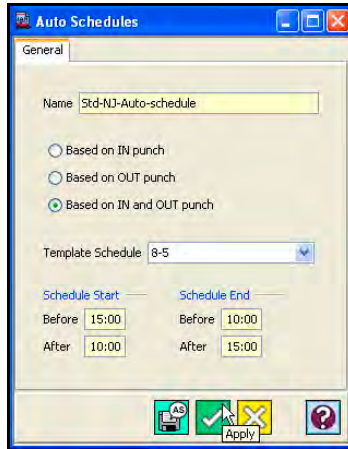 Auto Schedules
General
Name Std-NJ-Auto-schedule
Based on IN punch
Based on OUT punch
Based on IN and OUT punch
Template Schedule 8-5
Schedule Start Schedule End
Before 15:00 Before 10:00
After 10:00 After 15:00
AS
?
Apply